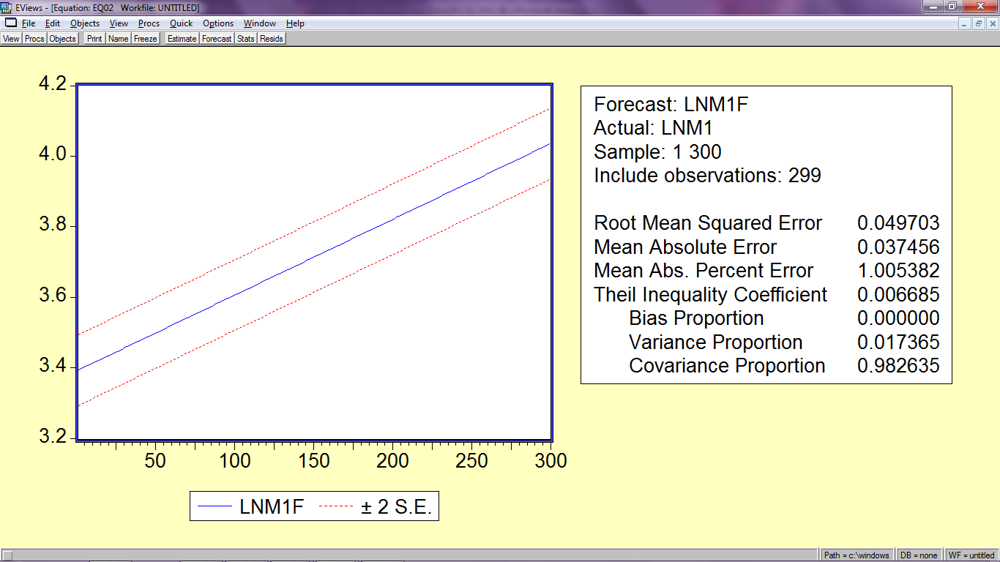 EViews - [Equation: EQ02 Workfile: UNTITLED]
File Edit Objects View Procs Quick Options Window Help
View Procs Objects Print Name Freeze Estimate Forecast Stats Resids
4.2
4.0
3.8
3.6
3.4
3.2
50 100 150 200 250 300
LNM1F ± 2 S.E.
Forecast: LNM1F
Actual: LNM1
Sample: 1 300
Include observations: 299
Root Mean Squared Error 0.049703
Mean Absolute Error 0.037456
Mean Abs. Percent Error 1.005382
Theil Inequality Coefficient 0.006685
Bias Proportion 0.000000
Variance Proportion 0.017365
Covariance Proportion 0.982635
Path = c:\windows DB = none WF = untitled